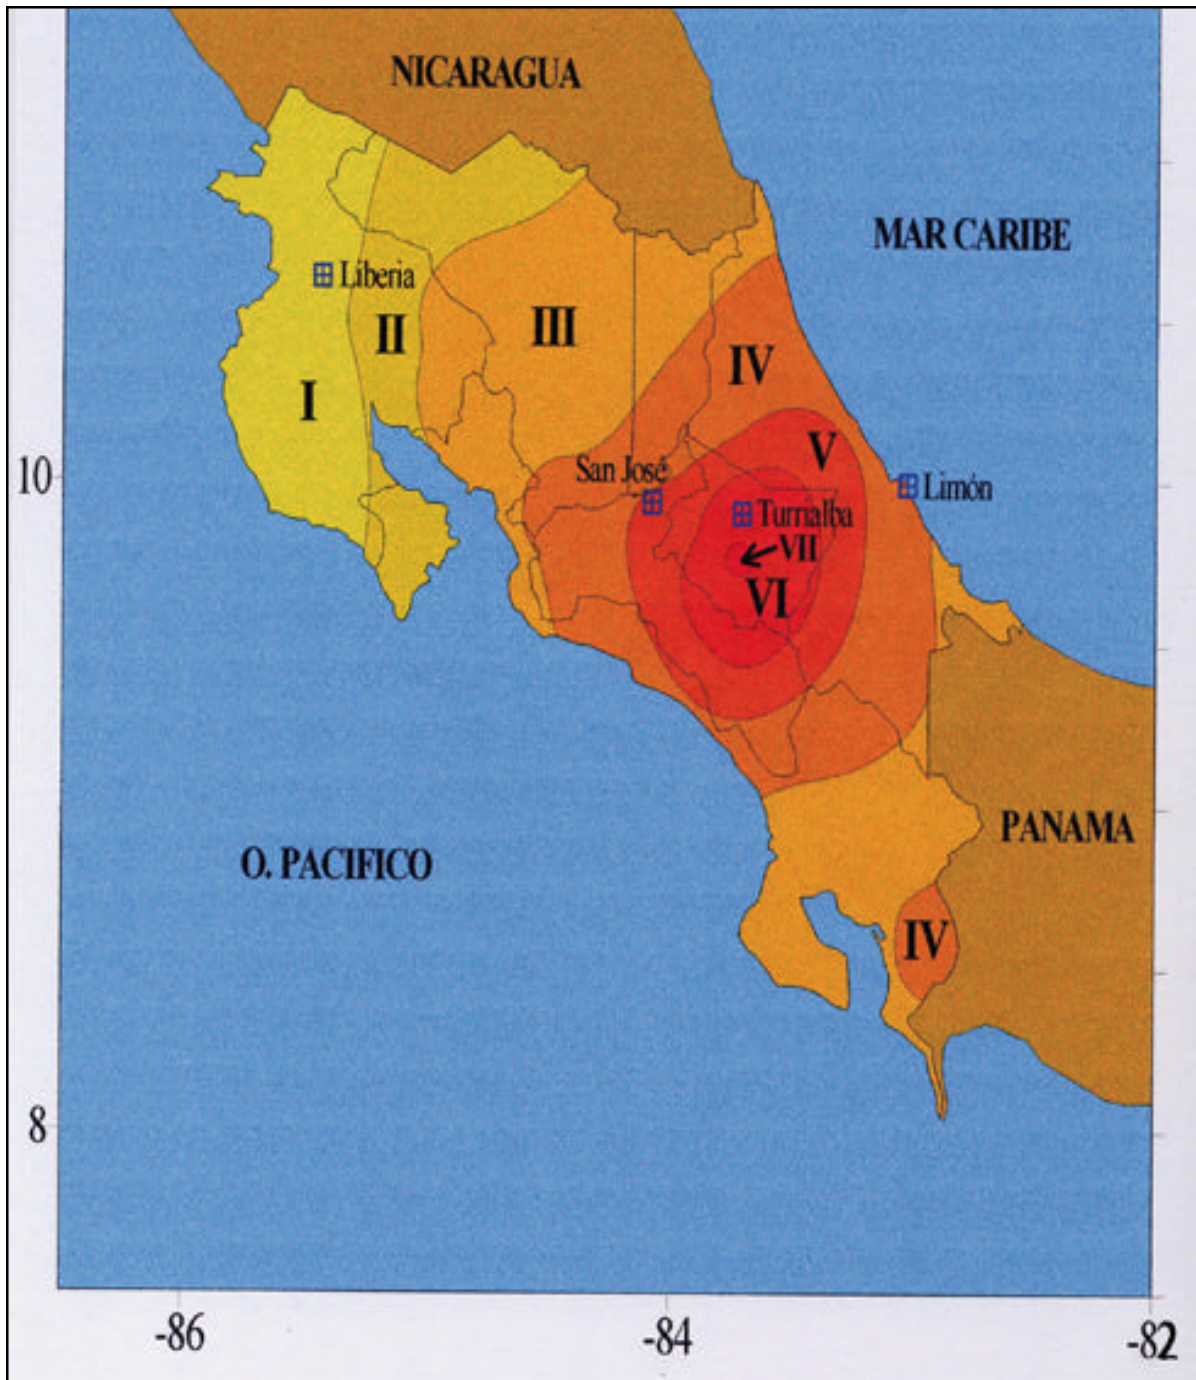 NICARAGUA
MAR CARIBE
Liberia
II
III
I
IV
V
San José
10
Limón
Turrialba
VII
VI
PANAMA
O. PACIFICO
IV
8
-86
-84
-82